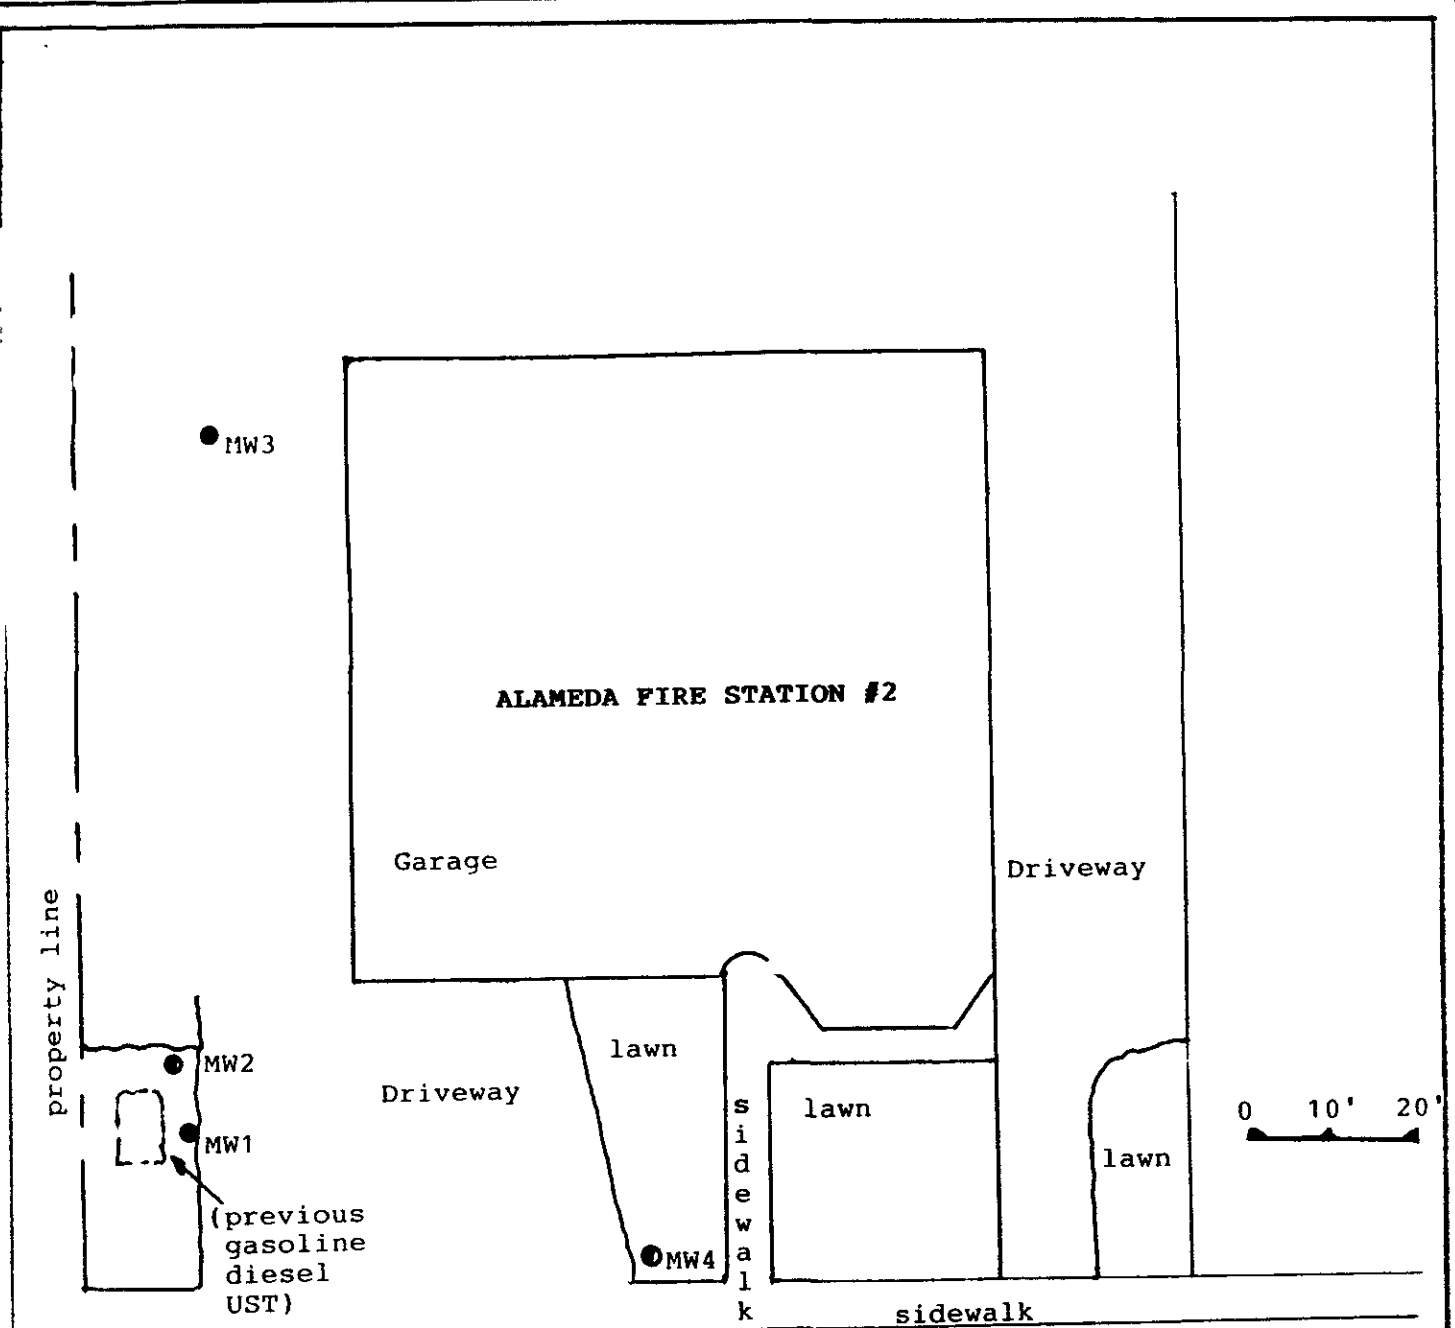 MW3
ALAMEDA FIRE STATION #2
Garage
Driveway
property line
lawn
MW2
Driveway
sidewalk
lawn
0 10' 20'
MW1
lawn
(previous
gasoline
diesel
UST)
MW4
sidewalk